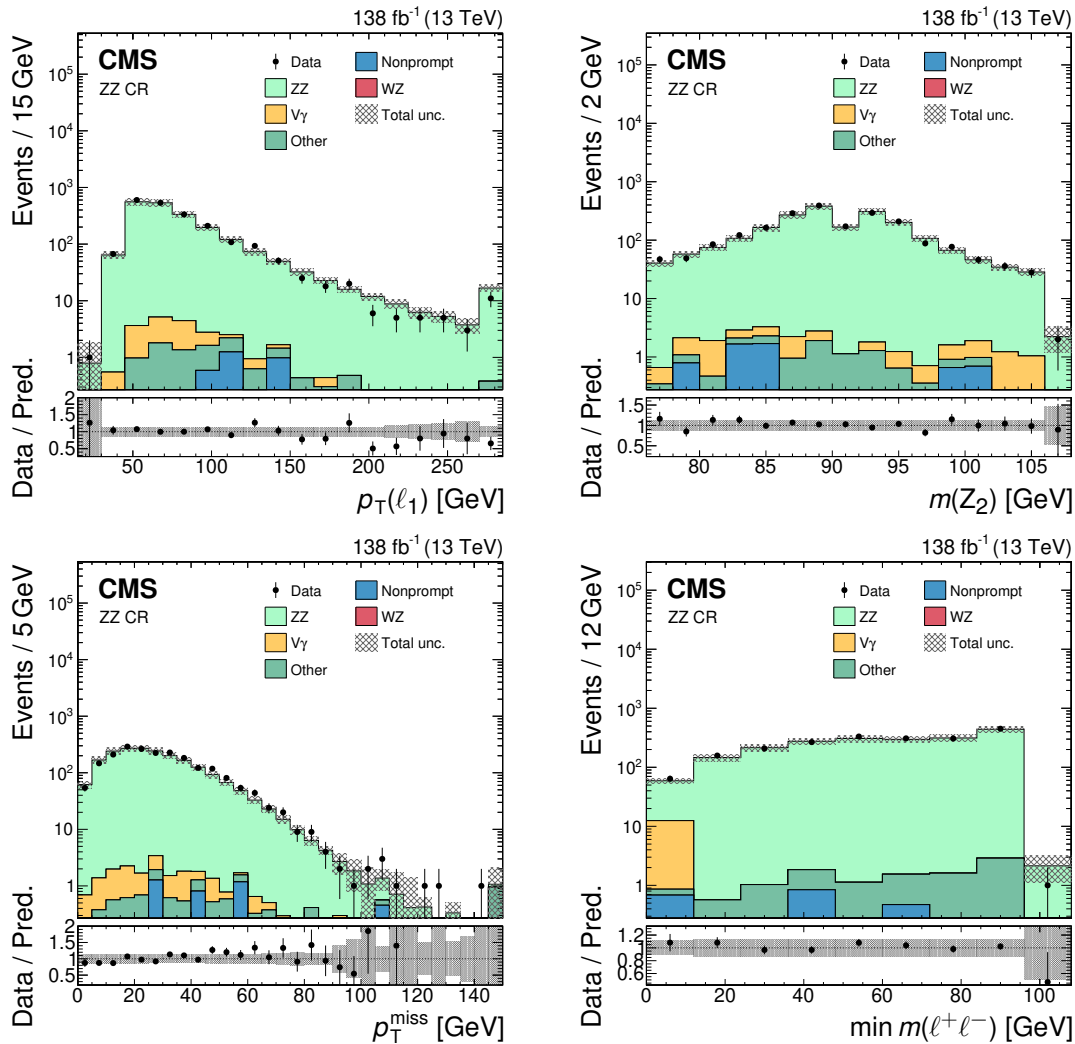 138 fb⁻¹ (13 TeV)
CMS
ZZ CR
Data
ZZ
Vγ
Other
Nonprompt
WZ
Total unc.
Events / 15 GeV
10⁵
10⁴
10³
10²
10
1
Data / Pred.
2
1.5
1
0.5
50 100 150 200 250
p_T(ℓ₁) [GeV]
138 fb⁻¹ (13 TeV)
CMS
ZZ CR
Data
ZZ
Vγ
Other
Nonprompt
WZ
Total unc.
Events / 2 GeV
10⁵
10⁴
10³
10²
10
1
Data / Pred.
1.5
1
0.5
80 85 90 95 100 105
m(Z₂) [GeV]
138 fb⁻¹ (13 TeV)
CMS
ZZ CR
Data
ZZ
Vγ
Other
Nonprompt
WZ
Total unc.
Events / 5 GeV
10⁵
10⁴
10³
10²
10
1
Data / Pred.
2
1.5
1
0.5
0 20 40 60 80 100 120 140
p_T^miss [GeV]
138 fb⁻¹ (13 TeV)
CMS
ZZ CR
Data
ZZ
Vγ
Other
Nonprompt
WZ
Total unc.
Events / 12 GeV
10⁵
10⁴
10³
10²
10
1
Data / Pred.
1.2
1
0.8
0.6
0 20 40 60 80 100
min m(ℓ⁺ℓ⁻) [GeV]